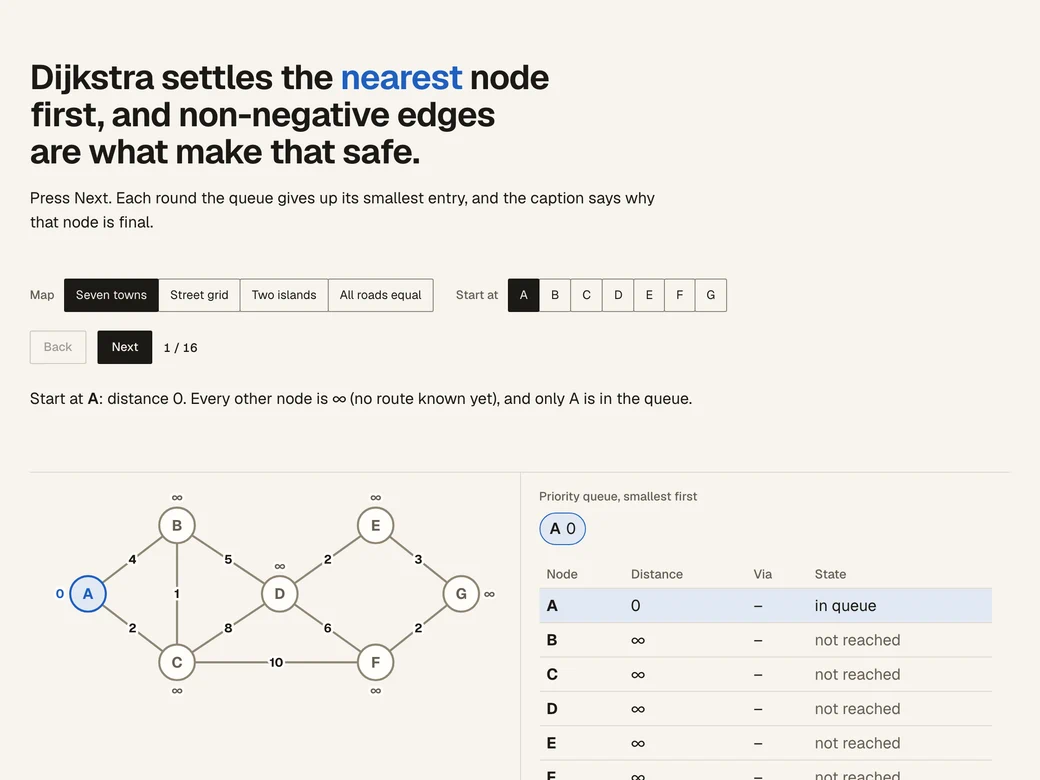 Dijkstra settles the nearest node
first, and non-negative edges
are what make that safe.
Press Next. Each round the queue gives up its smallest entry, and the caption says why
that node is final.
Map Seven towns Street grid Two islands All roads equal Start at A B C D E F G
Back Next 1 / 16
Start at A: distance 0. Every other node is ∞ (no route known yet), and only A is in the queue.
∞ ∞
B E
4 5 ∞ 2 3
0 A 1 D G ∞
2 8 6 2
C 10 F
∞ ∞
Priority queue, smallest first
A 0
Node Distance Via State
A 0 – in queue
B ∞ – not reached
C ∞ – not reached
D ∞ – not reached
E ∞ – not reached
F ∞ – not reached